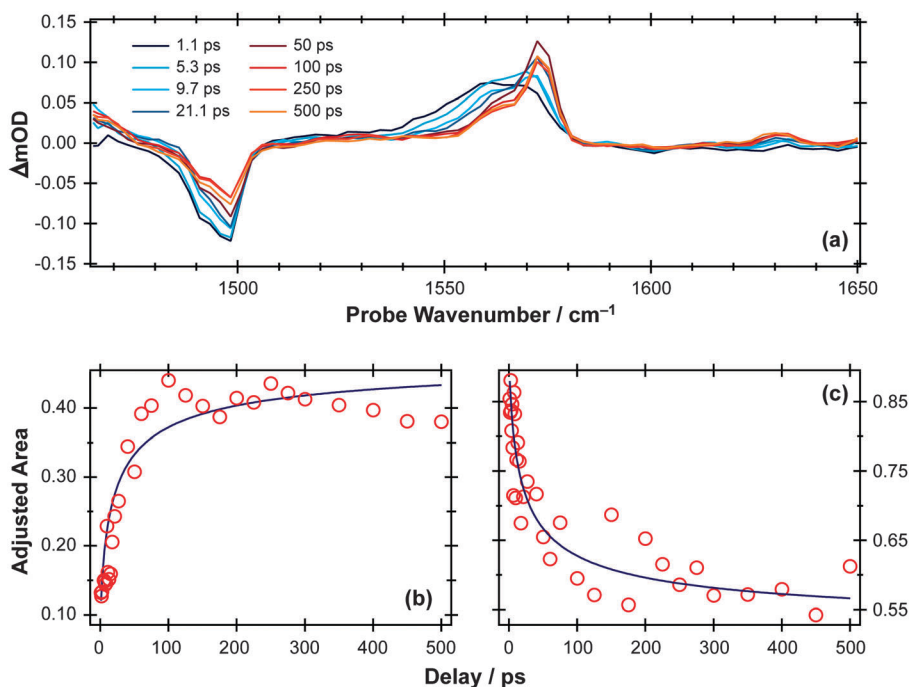 0.15
0.10
0.05
0.00
-0.05
-0.10
-0.15
ΔmOD
1.1 ps
5.3 ps
9.7 ps
21.1 ps
50 ps
100 ps
250 ps
500 ps
(a)
1500 1550 1600 1650
Probe Wavenumber / cm⁻¹
Adjusted Area
0.40
0.30
0.20
0.10
(b)
0 100 200 300 400 500
(c)
0.85
0.75
0.65
0.55
0 100 200 300 400 500
Delay / ps